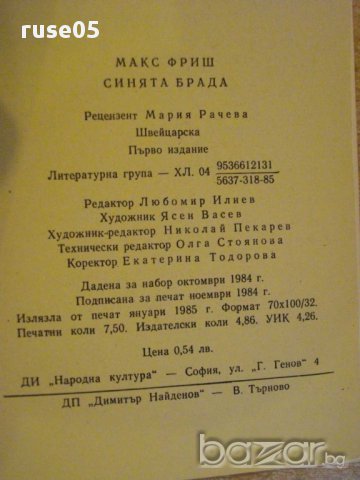 ruse05
МАКС ФРИШ
СИНЯТА БРАДА
Рецензент Мария Рачева
Швейцарска
Първо издание
Литературна група — ХЛ. 04 9536612131
5637-318-85
Редактор Любомир Илиев
Художник Ясен Васев
Художник-редактор Николай Пекарев
Технически редактор Олга Стоянова
Коректор Екатерина Тодорова
Дадена за набор октомври 1984 г.
Подписана за печат ноември 1984 г.
Излязла от печат януари 1985 г. Формат 70х100/32.
Печатни коли 7,50. Издателски коли 4,86. УИК 4,26.
Цена 0,54 лв.
ДИ „Народна култура" — София, ул. „Г. Генов" 4
ДП „Димитър Найденов" — В. Търново
bazar.bg